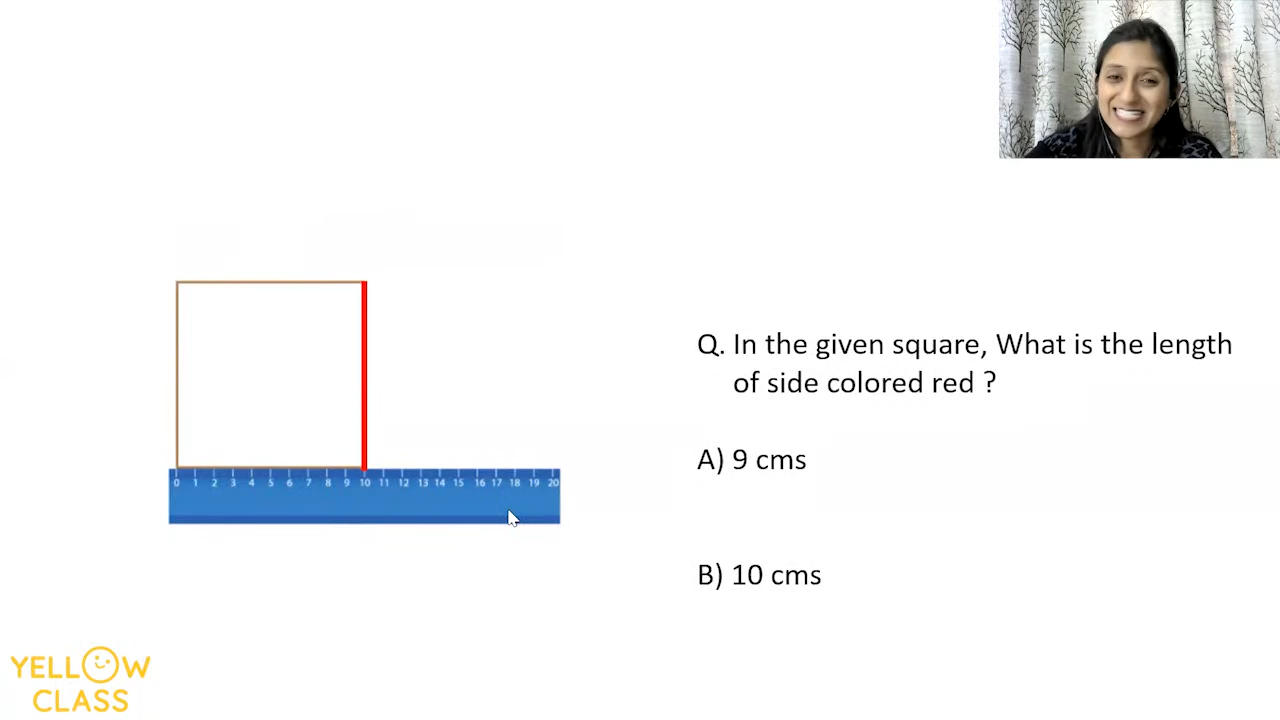 Q. In the given square, What is the length
of side colored red ?
A) 9 cms
0 1 2 3 4 5 6 7 8 9 10 11 12 13 14 15 16 17 18 19 20
B) 10 cms
YELLOW
CLASS